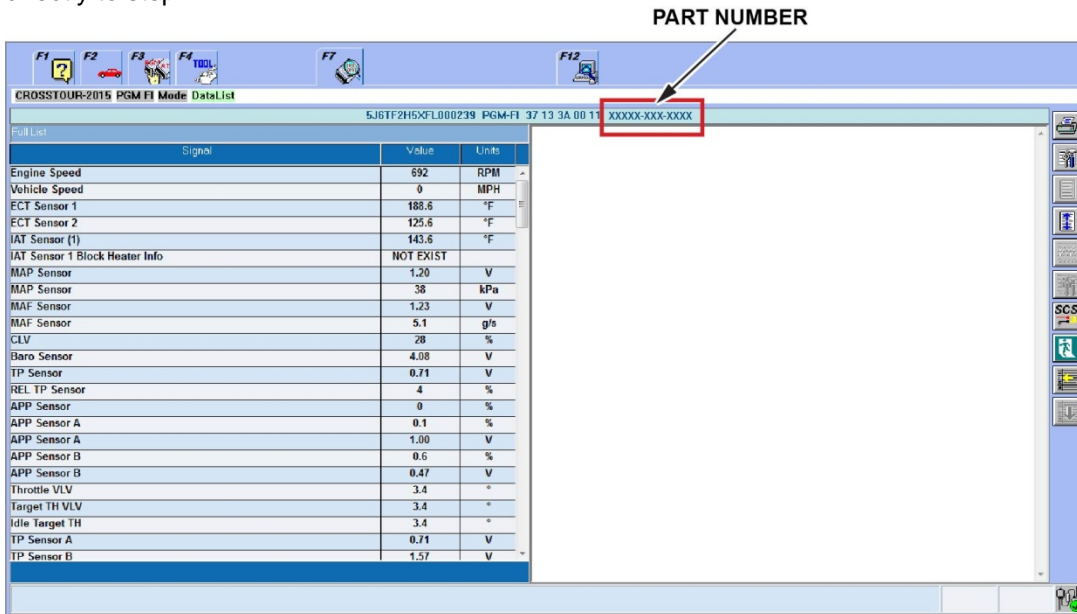 PART NUMBER
F1 F2 F3 F4 TOOL. F7 F12
CROSSTOUR-2015 PGM FI Mode DataList
5J6TF2H5XFL000239 PGM-FI 37 13 3A 00 11 XXXXX-XXX-XXXX
Full List
Signal Value Units
Engine Speed 692 RPM
Vehicle Speed 0 MPH
ECT Sensor 1 188.6 °F
ECT Sensor 2 125.6 °F
IAT Sensor (1) 143.6 °F
IAT Sensor 1 Block Heater Info NOT EXIST
MAP Sensor 1.20 V
MAP Sensor 38 kPa
MAF Sensor 1.23 V
MAF Sensor 5.1 g/s
CLV 28 %
Baro Sensor 4.08 V
TP Sensor 0.71 V
REL TP Sensor 4 %
APP Sensor 0 %
APP Sensor A 0.1 %
APP Sensor A 1.00 V
APP Sensor B 0.6 %
APP Sensor B 0.47 V
Throttle VLV 3.4 °
Target TH VLV 3.4 °
Idle Target TH 3.4 °
TP Sensor A 0.71 V
TP Sensor B 1.57 V
SCS